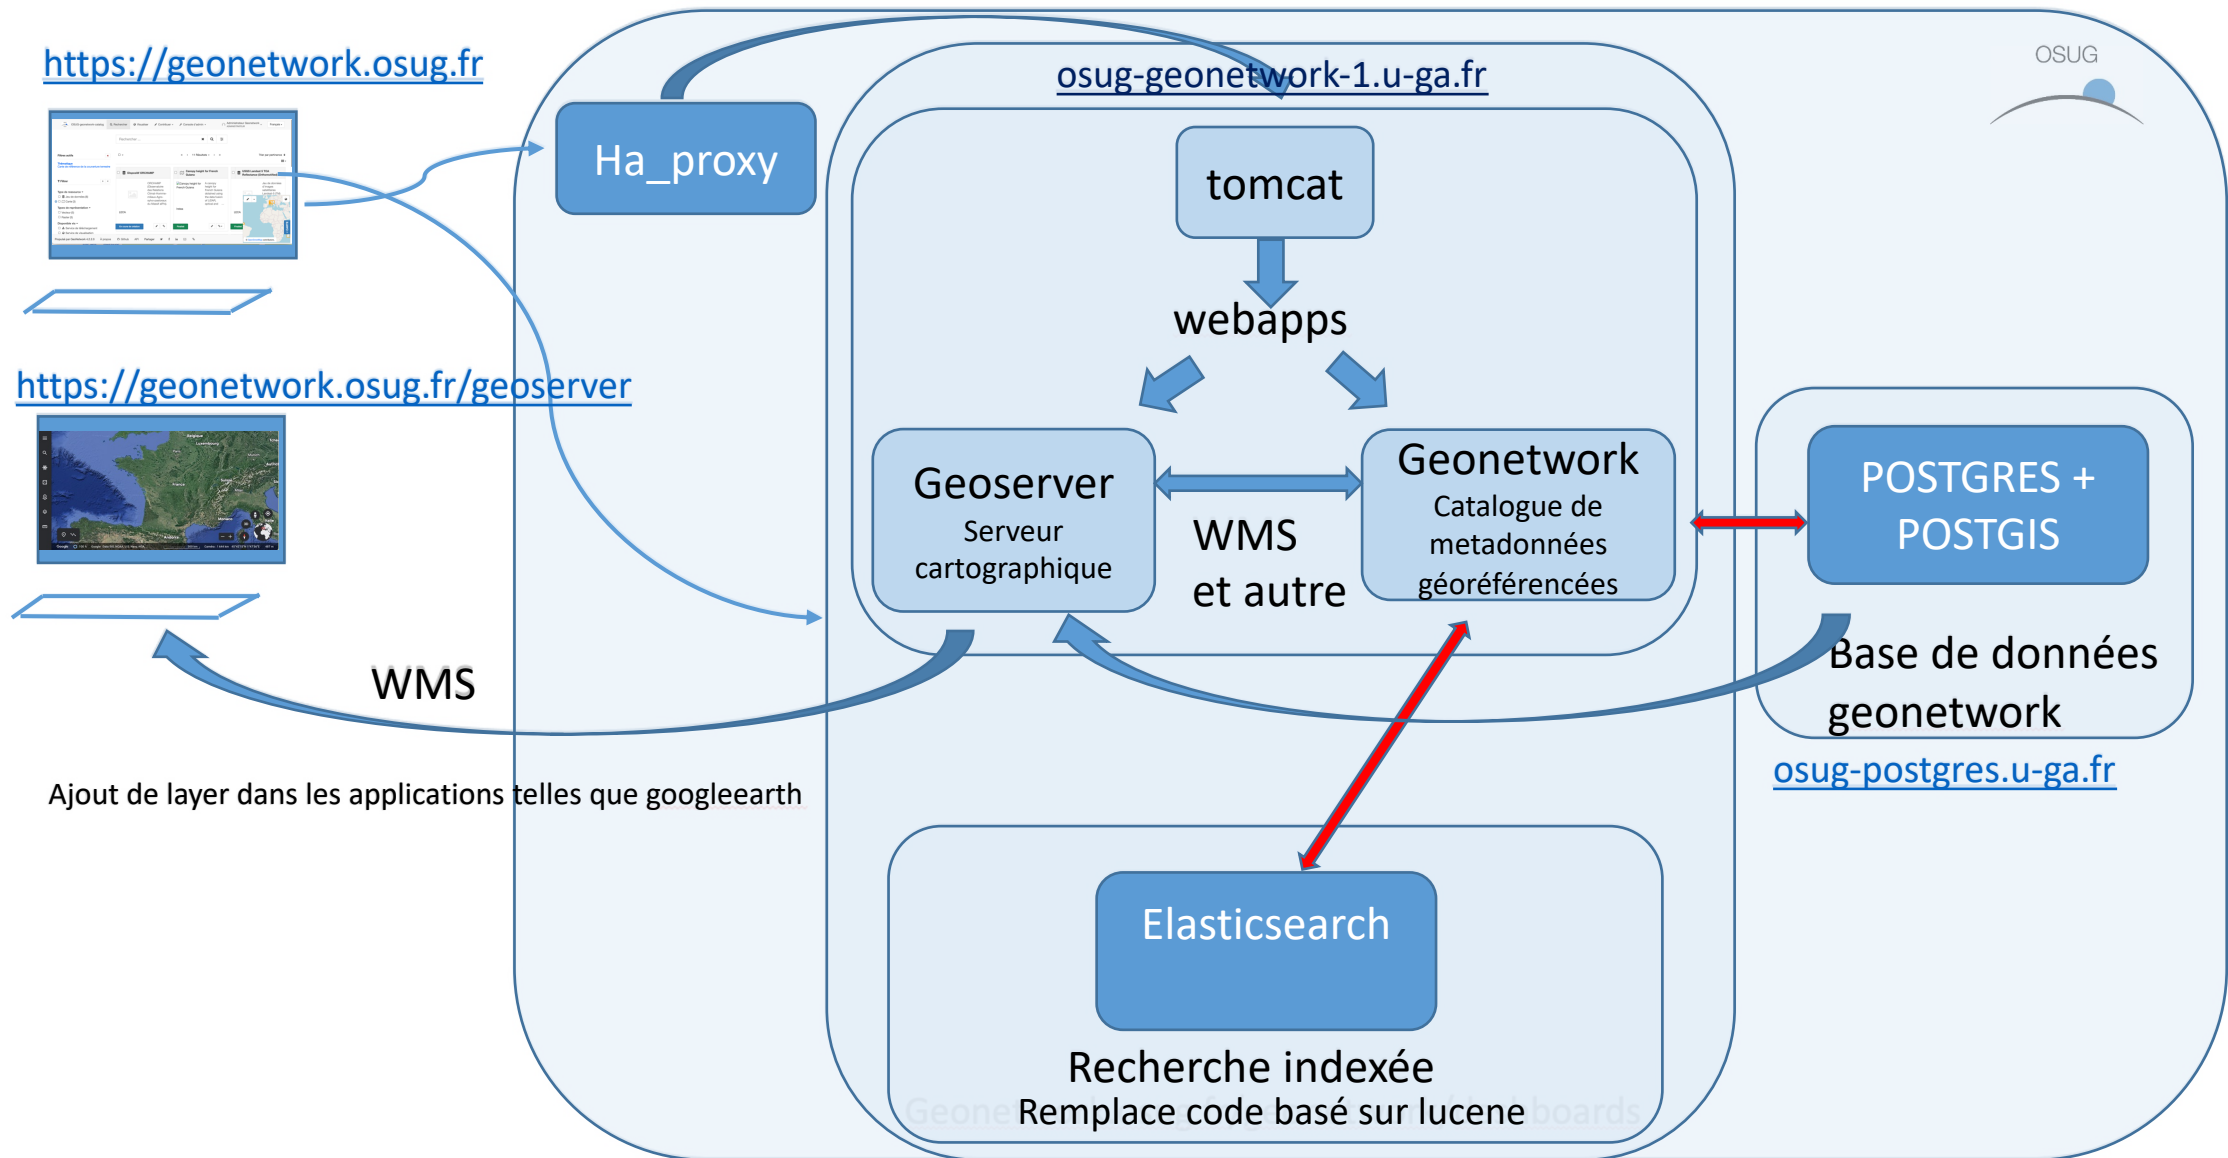 https://geonetwork.osug.fr
osug-geonetwork-1.u-ga.fr
OSUG
Ha_proxy
tomcat
webapps
https://geonetwork.osug.fr/geoserver
Geoserver
Serveur
cartographique
WMS
et autre
Geonetwork
Catalogue de
metadonnées
géoréférencées
POSTGRES +
POSTGIS
Base de données
geonetwork
osug-postgres.u-ga.fr
WMS
Ajout de layer dans les applications telles que googleearth
Elasticsearch
Recherche indexée
Remplace code basé sur lucene